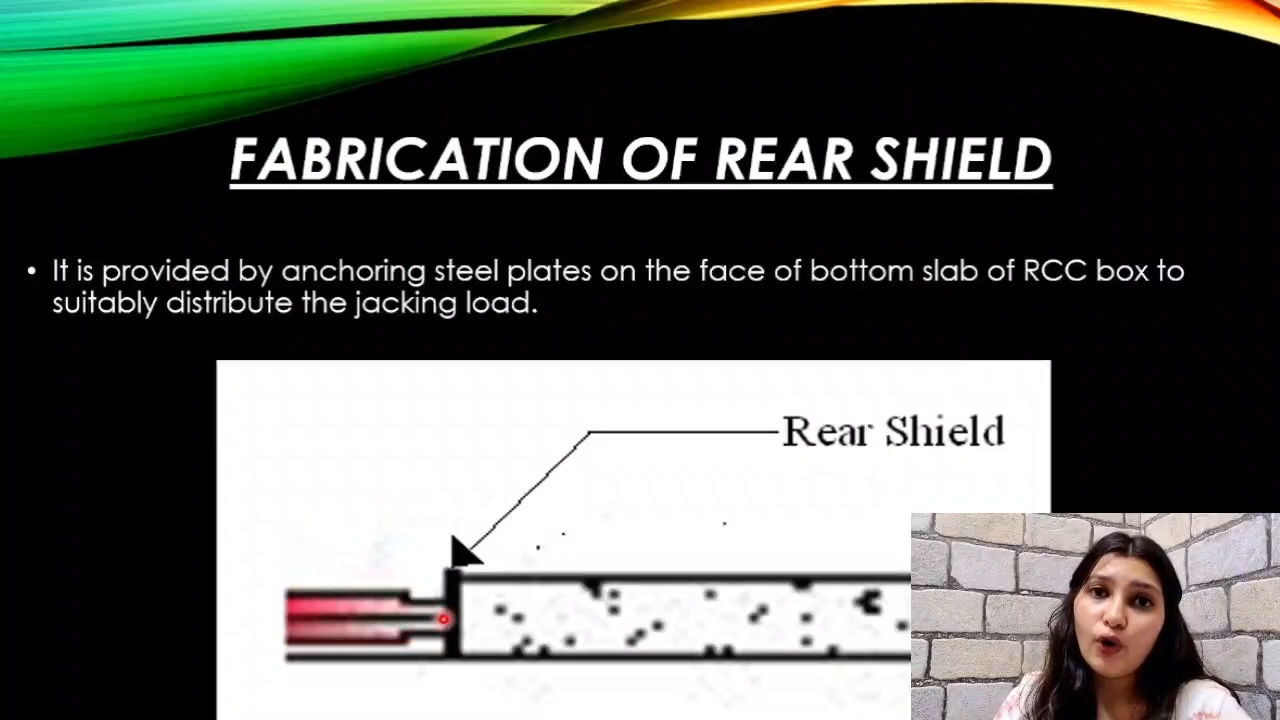 FABRICATION OF REAR SHIELD
• It is provided by anchoring steel plates on the face of bottom slab of RCC box to
suitably distribute the jacking load.
Rear Shield